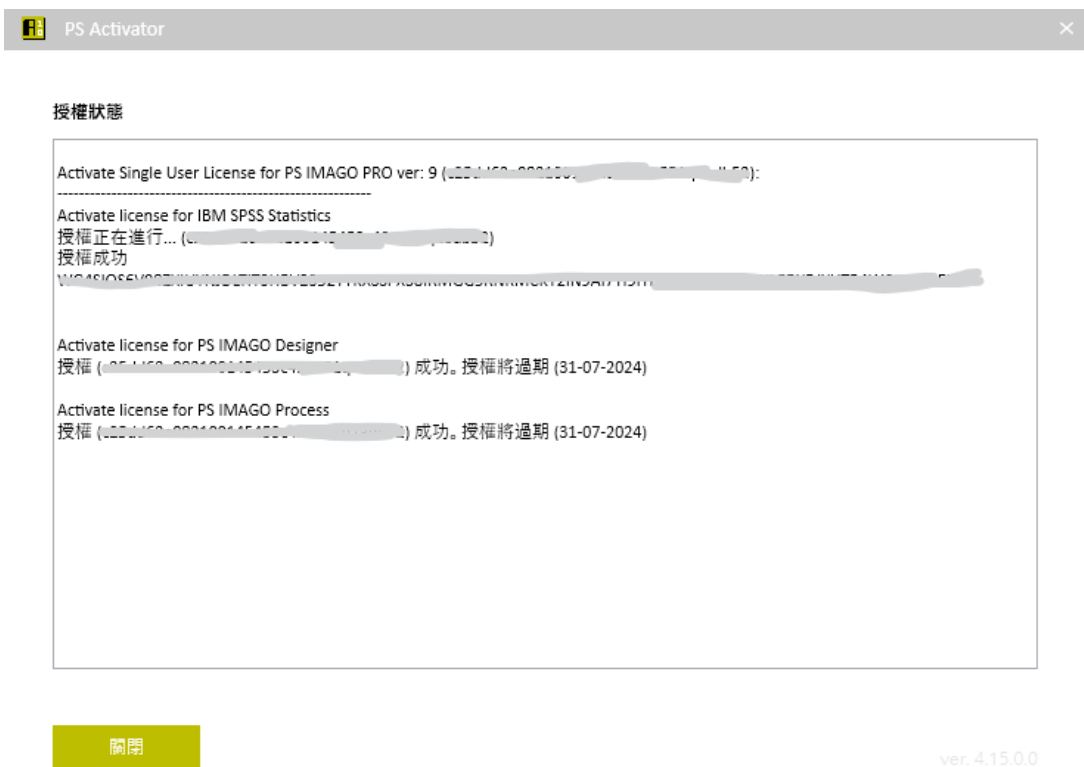 PS Activator
授權狀態
Activate Single User License for PS IMAGO PRO ver: 9 ( ):
----------------------------------------------------------
Activate license for IBM SPSS Statistics
授權正在進行... ( )
授權成功
Activate license for PS IMAGO Designer
授權 ( ) 成功。授權將過期 (31-07-2024)
Activate license for PS IMAGO Process
授權 ( ) 成功。授權將過期 (31-07-2024)
關閉
ver. 4.15.0.0